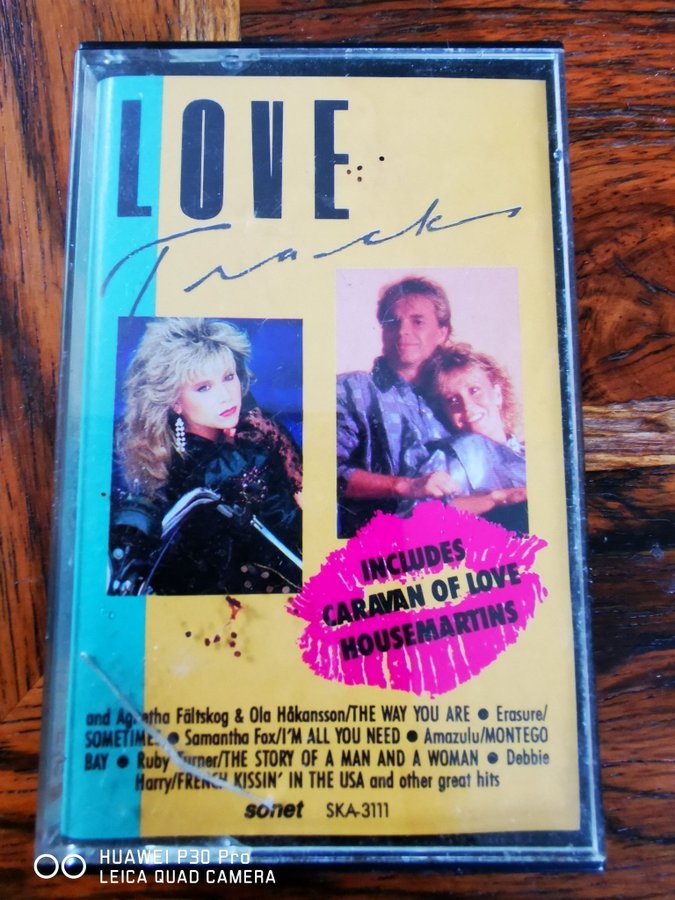 LOVE
Tracks
INCLUDES
CARAVAN OF LOVE
HOUSEMARTINS
and Agnetha Fältskog & Ola Håkansson/THE WAY YOU ARE ● Erasure/
SOMETIMES ● Samantha Fox/I'M ALL YOU NEED ● Amazulu/MONTEGO
BAY ● Ruby Turner/THE STORY OF A MAN AND A WOMAN ● Debbie
Harry/FRENCH KISSIN' IN THE USA and other great hits
sonet SKA-3111
HUAWEI P30 Pro
LEICA QUAD CAMERA